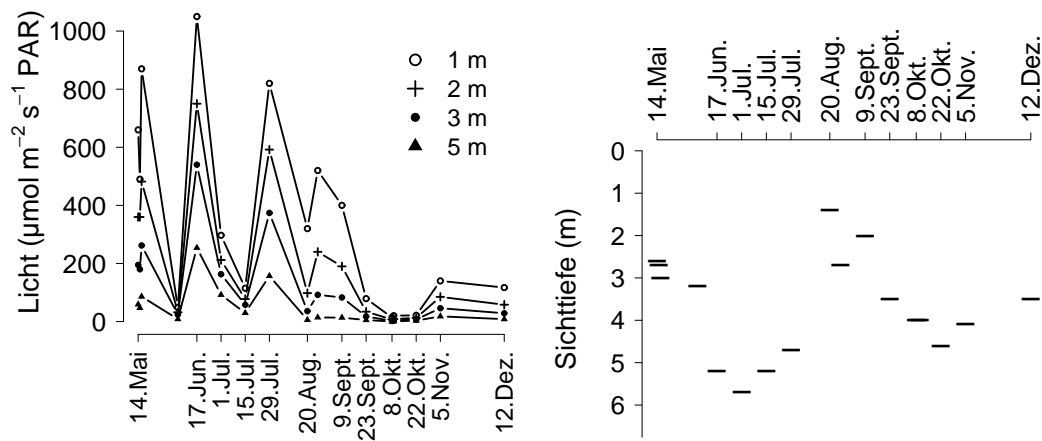 Licht (µmol m⁻² s⁻¹ PAR)
1000
800
600
400
200
0
1 m
2 m
3 m
5 m
14.Mai
17.Jun.
1.Jul.
15.Jul.
29.Jul.
20.Aug.
9.Sept.
23.Sept.
8.Okt.
22.Okt.
5.Nov.
12.Dez.
14.Mai
17.Jun.
1.Jul.
15.Jul.
29.Jul.
20.Aug.
9.Sept.
23.Sept.
8.Okt.
22.Okt.
5.Nov.
12.Dez.
Sichttiefe (m)
0
1
2
3
4
5
6